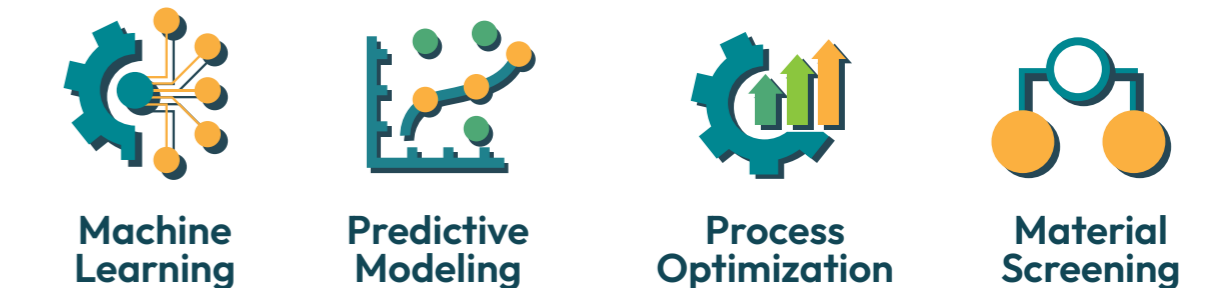 Machine
Learning
Predictive
Modeling
Process
Optimization
Material
Screening